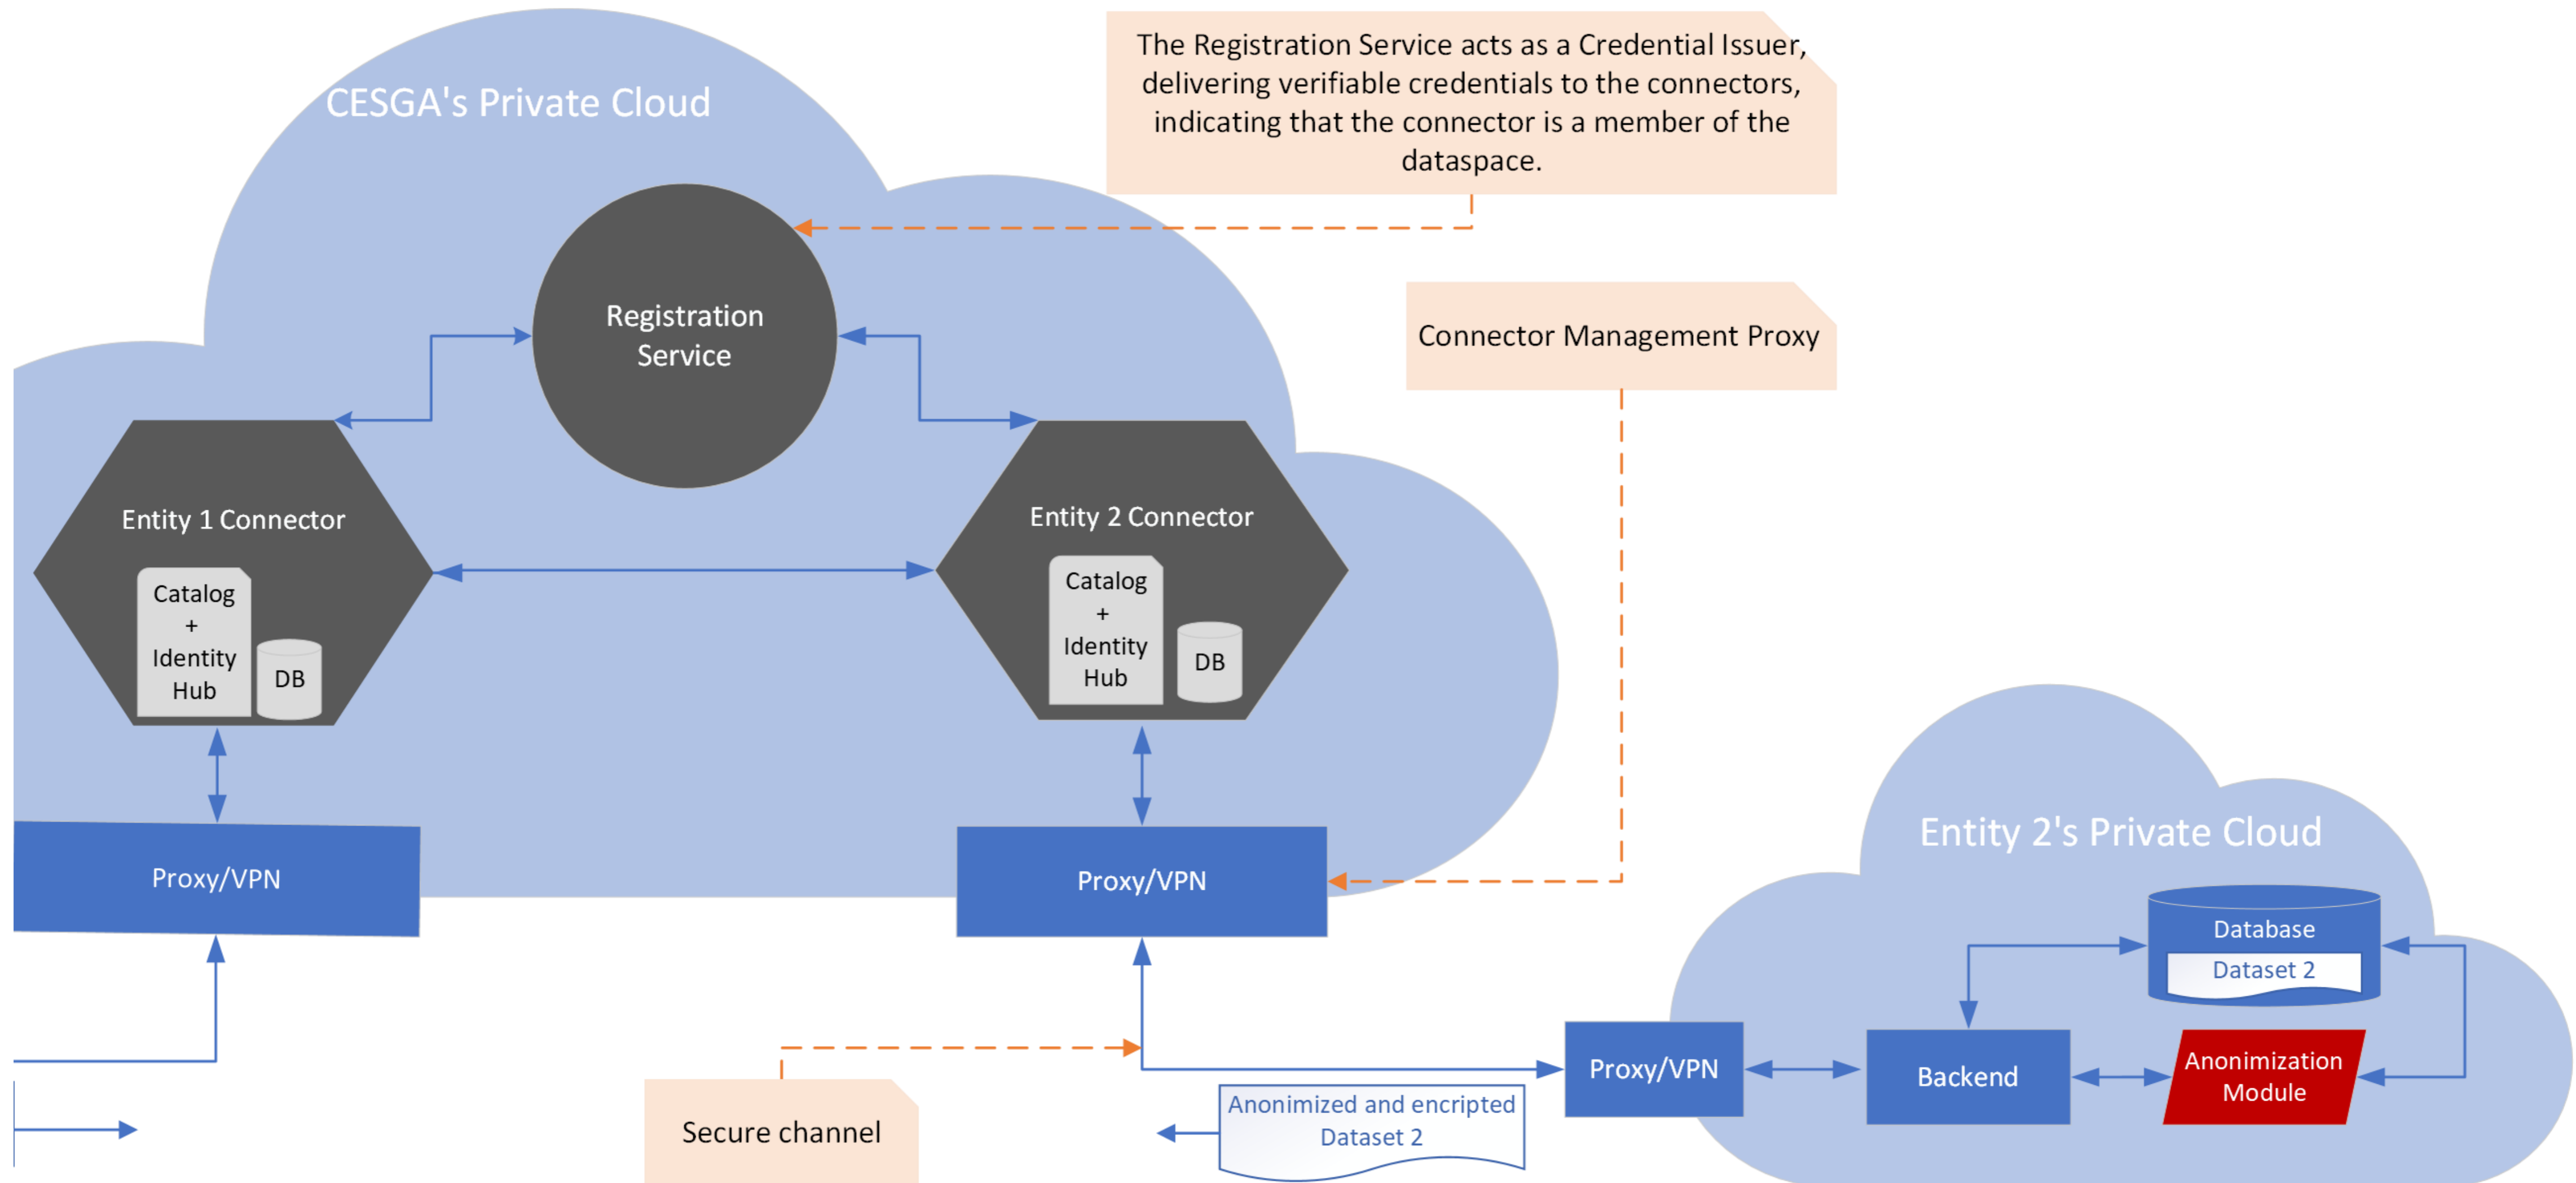 CESGA's Private Cloud
The Registration Service acts as a Credential Issuer,
delivering verifiable credentials to the connectors,
indicating that the connector is a member of the
dataspace.
Registration
Service
Connector Management Proxy
Entity 1 Connector
Catalog
+
Identity
Hub
DB
Entity 2 Connector
Catalog
+
Identity
Hub
DB
Proxy/VPN
Proxy/VPN
Entity 2's Private Cloud
Database
Dataset 2
Proxy/VPN
Backend
Anonimization
Module
Secure channel
Anonimized and encripted
Dataset 2